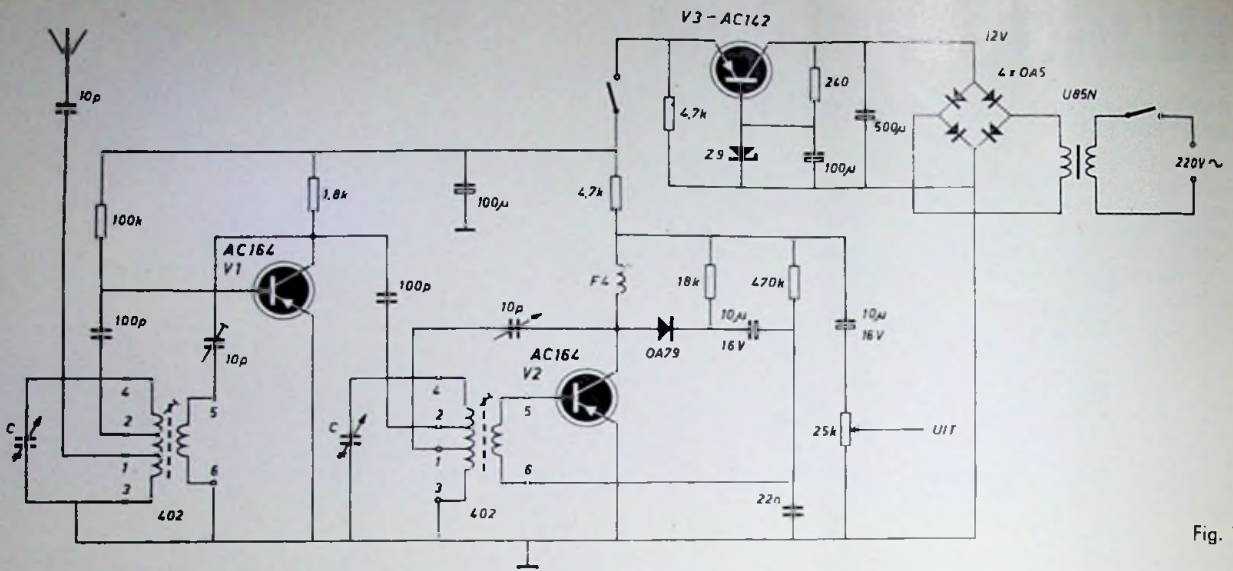 V3-AC142
12V
4 x OA5
U85N
220V ~
10p
4,7k
240
500µ
Z9
100µ
100k
1,8k
100µ
4,7k
AC164
V1
100p
F4
18k
470k
100p
10p
10µ
16V
10µ
16V
10p
OA79
AC164
V2
4
2
1
3
5
6
C
402
4
2
1
3
5
6
C
402
25k
UIT
22n
Fig.